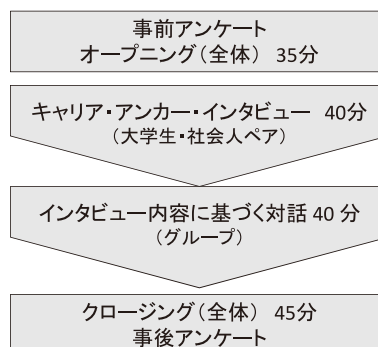 事前アンケート
オープニング(全体) 35分
キャリア・アンカー・インタビュー 40分
(大学生・社会人ペア)
インタビュー内容に基づく対話 40 分
(グループ)
クロージング(全体) 45分
事後アンケート